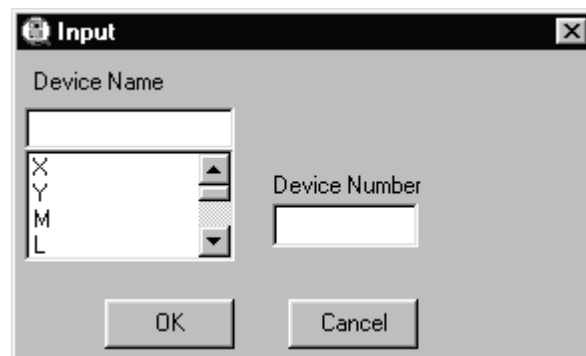 Input
Device Name
X
Y
M
L
Device Number
OK
Cancel